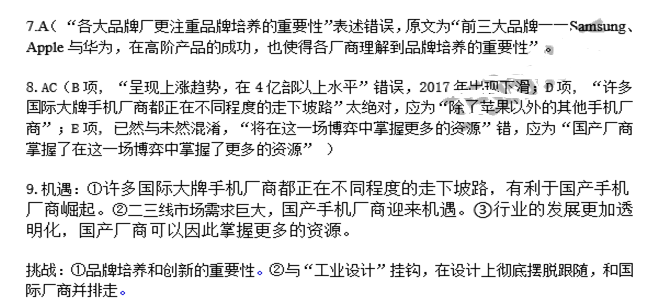 7.A（“各大品牌厂更注重品牌培养的重要性”表述错误，原文为“前三大品牌——Samsung、
Apple 与华为，在高阶产品的成功，也使得各厂商理解到品牌培养的重要性”。
8.AC（B 项，“呈现上涨趋势，在 4 亿部以上水平”错误，2017 年出现下滑；D 项，“许多
国际大牌手机厂商都正在不同程度的走下坡路”太绝对，应为“除了苹果以外的其他手机厂
商”；E 项，已然与未然混淆，“将在这一场博弈中掌握更多的资源”错，应为“国产厂商
掌握了在这一场博弈中掌握了更多的资源”）
9.机遇：①许多国际大牌手机厂商都正在不同程度的走下坡路，有利于国产手机
厂商崛起。②二三线市场需求巨大，国产手机厂商迎来机遇。③行业的发展更加透
明化，国产厂商可以因此掌握更多的资源。
挑战：①品牌培养和创新的重要性。②与“工业设计”挂钩，在设计上彻底摆脱跟随，和国
际厂商并排走。